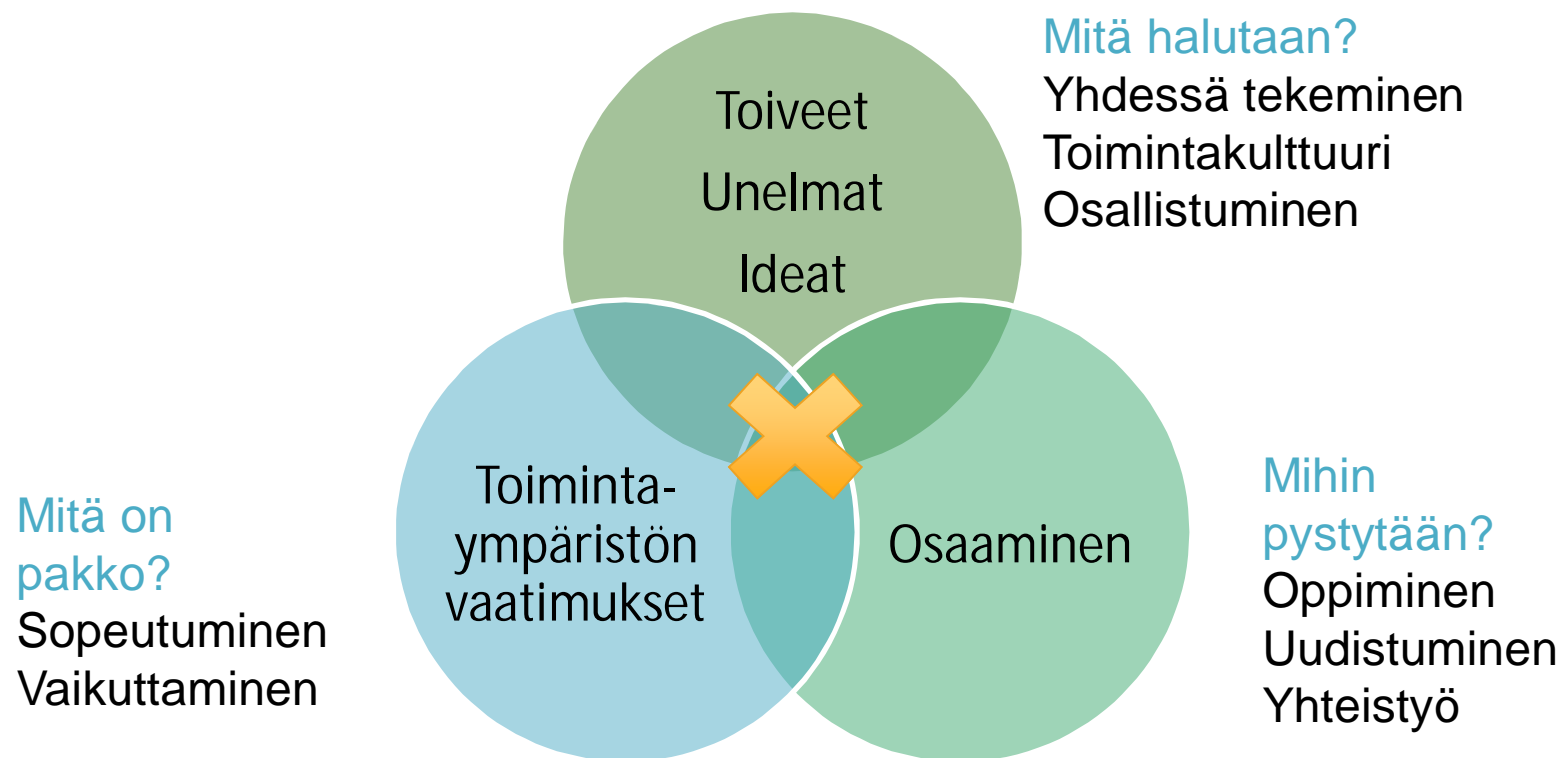 Mitä halutaan?
Yhdessä tekeminen
Toimintakulttuuri
Osallistuminen
Toiveet
Unelmat
Ideat
Mitä on
pakko?
Sopeutuminen
Vaikuttaminen
Toiminta-
ympäristön
vaatimukset
Osaaminen
Mihin
pystytään?
Oppiminen
Uudistuminen
Yhteistyö